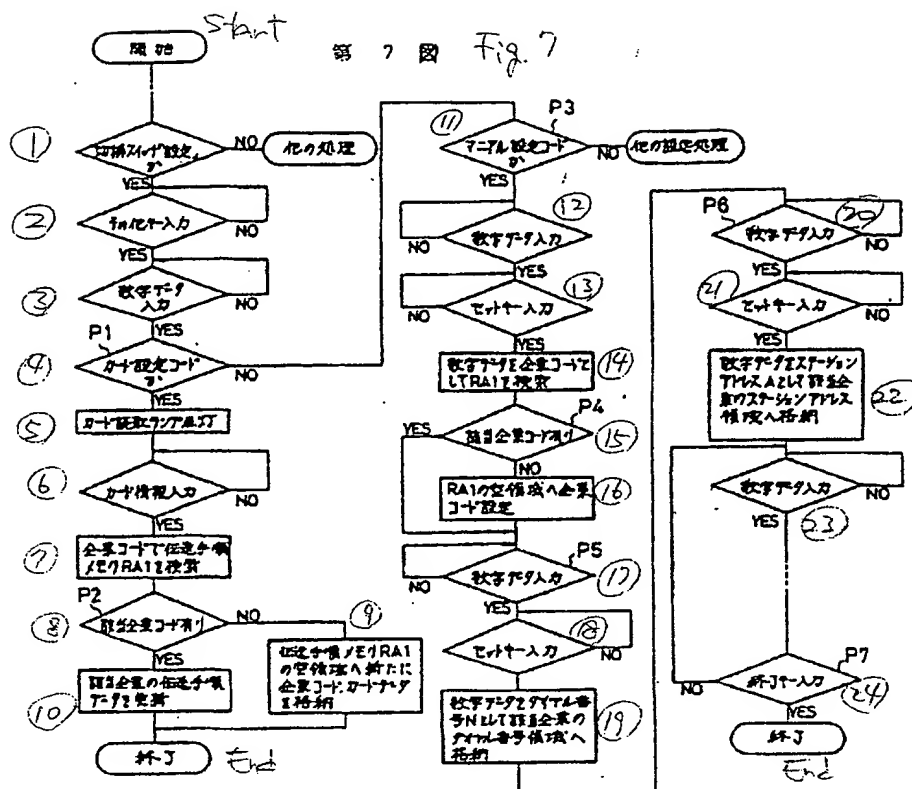 Start
開始
第 7 図 Fig. 7
①
切換スイッチ設定
か
NO
他の処理
YES
②
その他キー入力
NO
YES
③
数字データ
入力
NO
YES
P1
④
カード設定コード
か
NO
YES
⑤
カード読取ランプ点灯
⑥
カード情報入力
NO
YES
⑦
企業コードで伝送手順
メモリRA1を検索
P2
⑧
該当企業コード有り
NO
YES
⑨
伝送手順メモリRA1
の空領域へ新たに
企業コード、カードデータ
を格納
⑩
該当企業の伝送手順
データを更新
終了
End
P3
⑪
マニアル設定コード
か
NO
他の設定処理
YES
⑫
数字データ入力
NO
YES
⑬
セットキー入力
NO
YES
数字データを企業コードと
してRA1を検索
⑭
P4
YES
該当企業コード有り
⑮
NO
RA1の空領域へ企業
コード設定
⑯
P5
数字データ入力
⑰
NO
YES
⑱
セットキー入力
NO
YES
数字データをダイアル番
号Nとして該当企業の
ダイアル番号領域へ
格納
⑲
P6
⑳
数字データ入力
NO
YES
㉑
セットキー入力
NO
YES
数字データをステーション
アドレスAとして該当企
業のステーションアドレス
領域へ格納
㉒
数字データ入力
NO
YES
㉓
P7
終了キー入力
NO
㉔
YES
終了
End